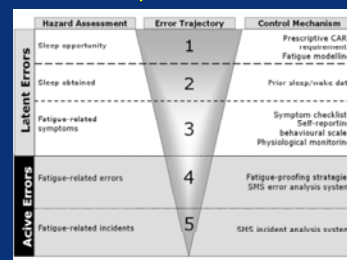 Hazard Assessment Error Trajectory Control Mechanism
Latent Errors
Sleep opportunity 1 Prescriptive CAR
requirement
Fatigue modelling
Sleep obtained 2 Prior sleep/wake dat
Fatigue-related
symptoms 3 Symptom checklist
Self-reportin
behavioural scale
Physiological monitorin
Acive Errors
Fatigue-related errors 4 Fatigue-proofing strategie
SMS error analysis system
Fatigue-related incidents 5 SMS incident analysis system